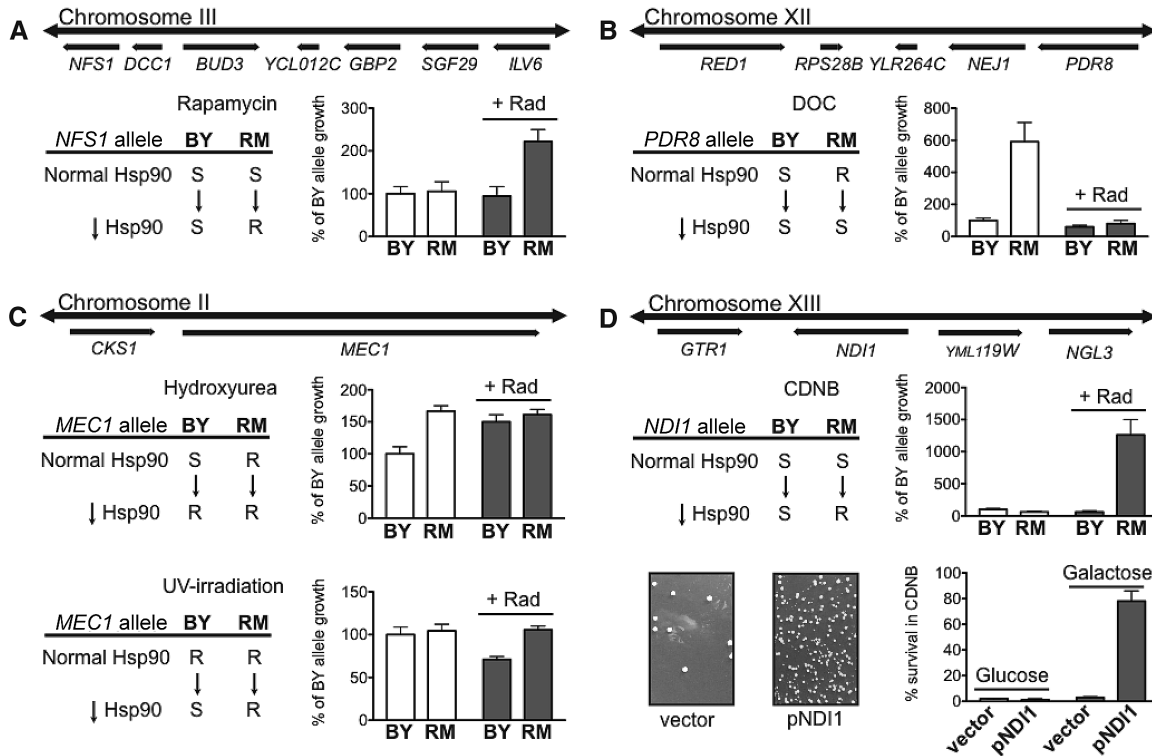 A
Chromosome III
NFS1 DCC1 BUD3 YCL012C GBP2 SGF29 ILV6
Rapamycin
NFS1 allele BY RM
Normal Hsp90 S S
↓ Hsp90 S R
% of BY allele growth
300
200
100
0
+ Rad
BY RM BY RM
B
Chromosome XII
RED1 RPS28B YLR264C NEJ1 PDR8
DOC
PDR8 allele BY RM
Normal Hsp90 S R
↓ Hsp90 S S
% of BY allele growth
800
600
400
200
0
+ Rad
BY RM BY RM
C
Chromosome II
CKS1 MEC1
Hydroxyurea
MEC1 allele BY RM
Normal Hsp90 S R
↓ Hsp90 R R
% of BY allele growth
200
150
100
50
0
+ Rad
BY RM BY RM
UV-irradiation
MEC1 allele BY RM
Normal Hsp90 R R
↓ Hsp90 S R
% of BY allele growth
150
100
50
0
+ Rad
BY RM BY RM
D
Chromosome XIII
GTR1 NDI1 YML119W NGL3
CDNB
NDI1 allele BY RM
Normal Hsp90 S S
↓ Hsp90 S R
% of BY allele growth
2000
1500
1000
500
0
+ Rad
BY RM BY RM
vector pNDI1
% survival in CDNB
100
80
60
40
20
0
Glucose
Galactose
vector pNDI1 vector pNDI1